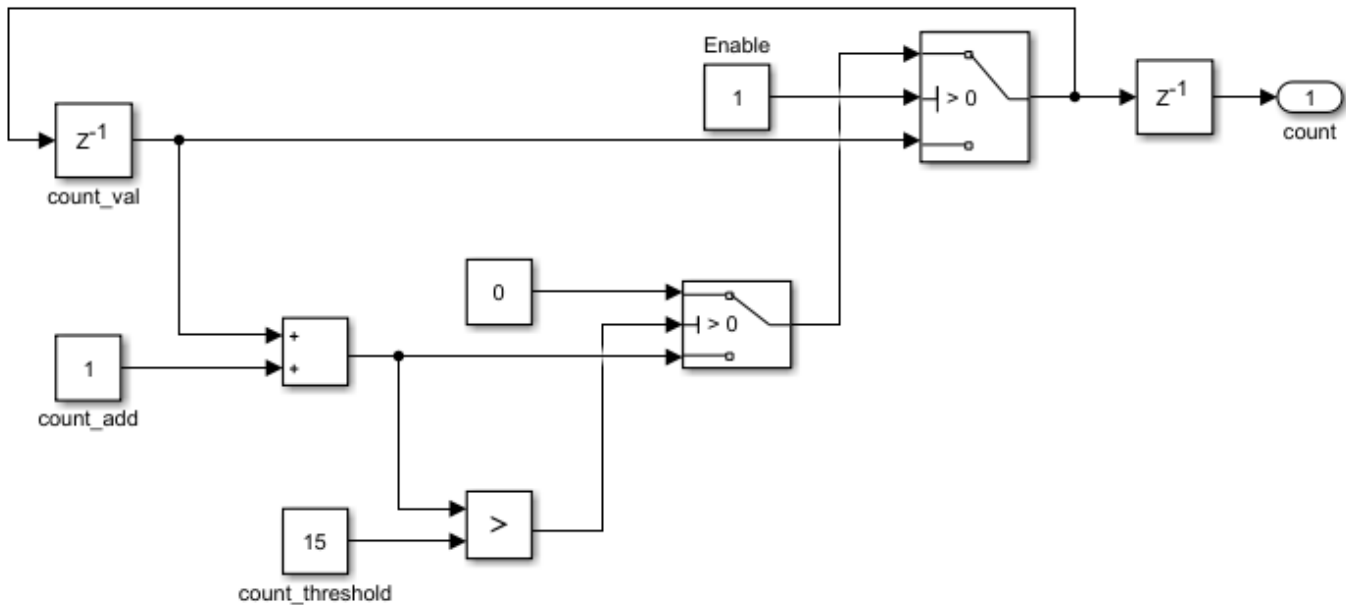 Enable
1
> 0
Z-1
1
count
Z-1
count_val
0
> 0
+
+
1
count_add
>
15
count_threshold